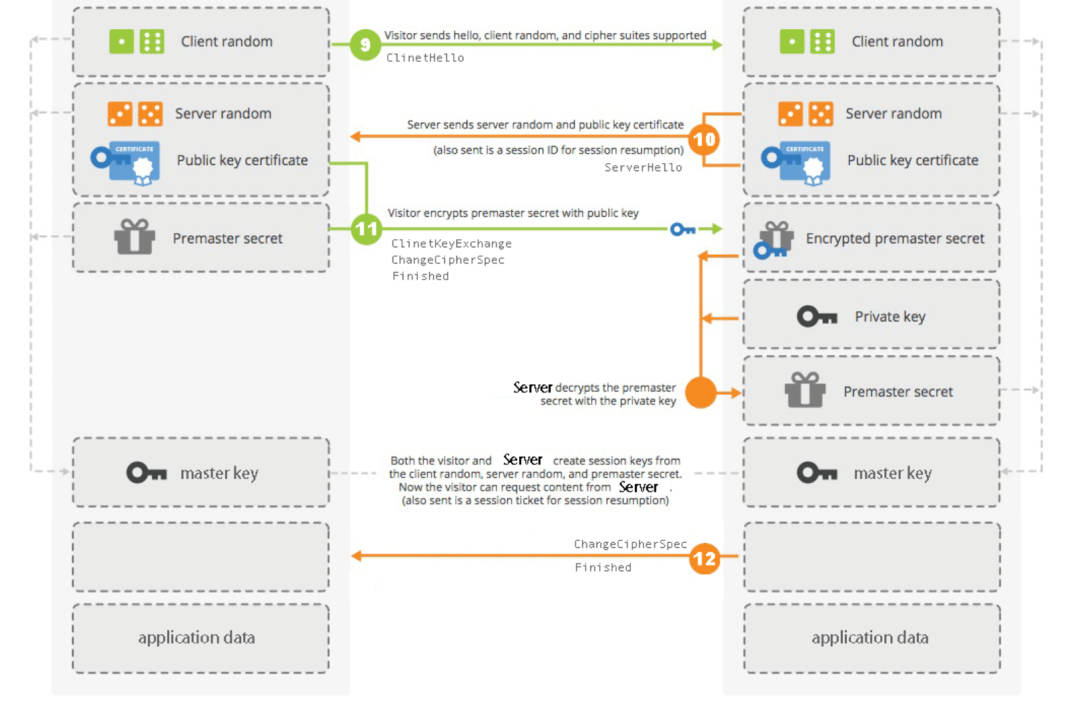 Client random
9
Visitor sends hello, client random, and cipher suites supported
ClinetHello
Client random
Server random
CERTIFICATE
Public key certificate
Server sends server random and public key certificate
(also sent is a session ID for session resumption)
ServerHello
10
Server random
CERTIFICATE
Public key certificate
Premaster secret
11
Visitor encrypts premaster secret with public key
ClinetKeyExchange
ChangeCipherSpec
Finished
Encrypted premaster secret
Private key
Server decrypts the premaster
secret with the private key
Premaster secret
master key
Both the visitor and Server create session keys from
the client random, server random, and premaster secret.
Now the visitor can request content from Server .
(also sent is a session ticket for session resumption)
master key
ChangeCipherSpec
Finished
12
application data
application data